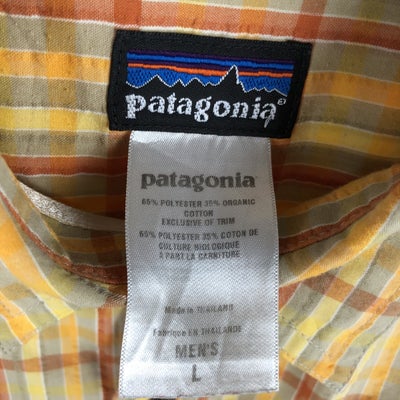 patagonia®
patagonia®
65% POLYESTER 35% ORGANIC
COTTON
EXCLUSIVE OF TRIM
65% POLYESTER 35% COTON DE
CULTURE BIOLOGIQUE
À PART LA GARNITURE
Made in THAILAND
Fabriqué EN THAILANDE
MEN'S
L